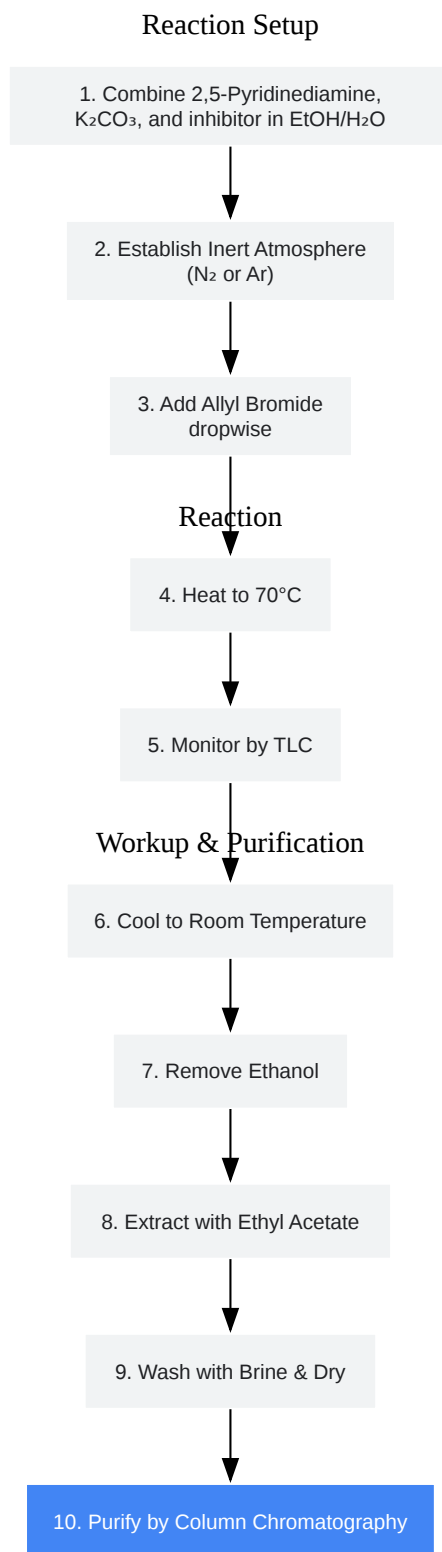 Reaction Setup
1. Combine 2,5-Pyridinediamine,
K₂CO₃, and inhibitor in EtOH/H₂O
2. Establish Inert Atmosphere
(N₂ or Ar)
3. Add Allyl Bromide
dropwise
Reaction
4. Heat to 70°C
5. Monitor by TLC
Workup & Purification
6. Cool to Room Temperature
7. Remove Ethanol
8. Extract with Ethyl Acetate
9. Wash with Brine & Dry
10. Purify by Column Chromatography